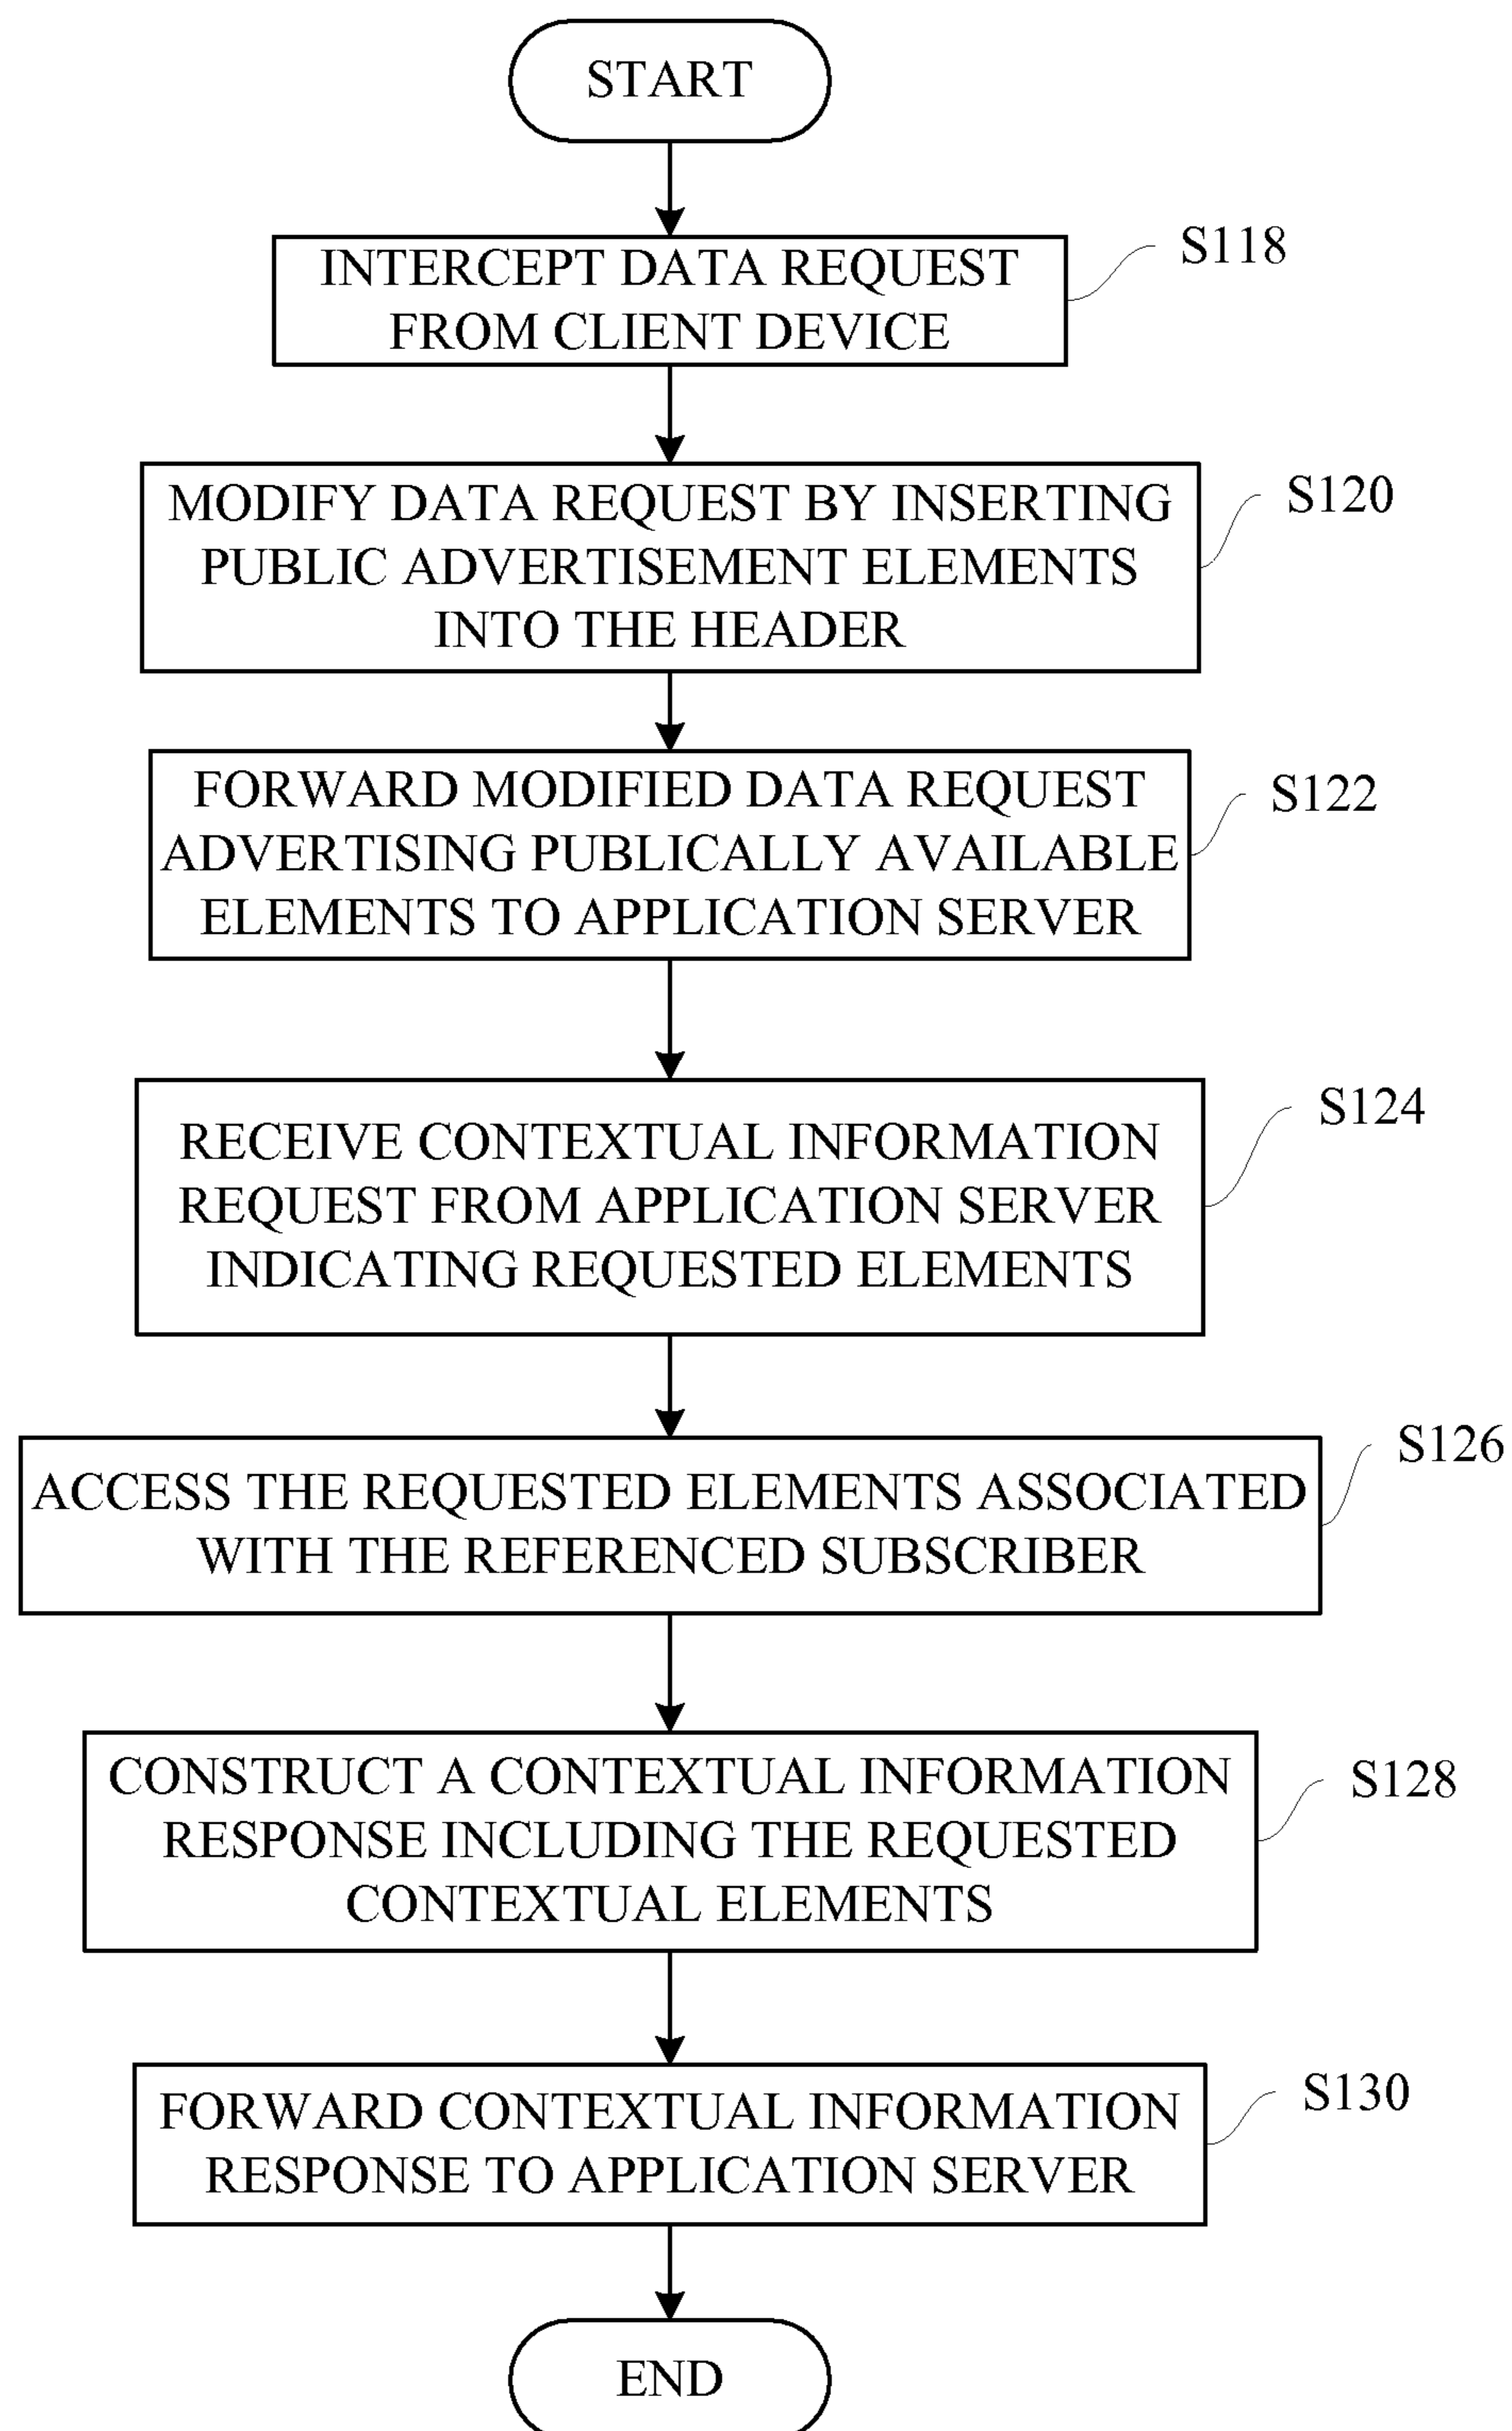 START
INTERCEPT DATA REQUEST
FROM CLIENT DEVICE
S118
MODIFY DATA REQUEST BY INSERTING
PUBLIC ADVERTISEMENT ELEMENTS
INTO THE HEADER
S120
FORWARD MODIFIED DATA REQUEST
ADVERTISING PUBLICALLY AVAILABLE
ELEMENTS TO APPLICATION SERVER
S122
RECEIVE CONTEXTUAL INFORMATION
REQUEST FROM APPLICATION SERVER
INDICATING REQUESTED ELEMENTS
S124
ACCESS THE REQUESTED ELEMENTS ASSOCIATED
WITH THE REFERENCED SUBSCRIBER
S126
CONSTRUCT A CONTEXTUAL INFORMATION
RESPONSE INCLUDING THE REQUESTED
CONTEXTUAL ELEMENTS
S128
FORWARD CONTEXTUAL INFORMATION
RESPONSE TO APPLICATION SERVER
S130
END